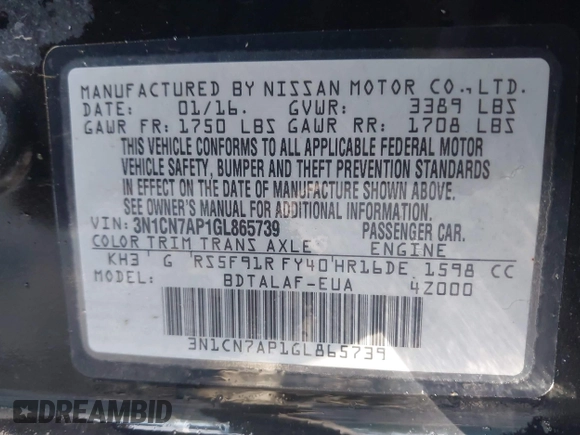 MANUFACTURED BY NISSAN MOTOR CO., LTD.
DATE: 01/16. GVWR: 3389 LBS
GAWR FR: 1750 LBS GAWR RR: 1708 LBS
THIS VEHICLE CONFORMS TO ALL APPLICABLE FEDERAL MOTOR
VEHICLE SAFETY, BUMPER AND THEFT PREVENTION STANDARDS
IN EFFECT ON THE DATE OF MANUFACTURE SHOWN ABOVE.
SEE OWNER'S MANUAL FOR ADDITIONAL INFORMATION.
VIN: 3N1CN7AP1GL865739 PASSENGER CAR.
COLOR TRIM TRANS AXLE ENGINE
KH3 G RS5F91R FY40 HR16DE 1598 CC
BDTALAF-EUA 4Z000
3N1CN7AP1GL865739
DREAMBID